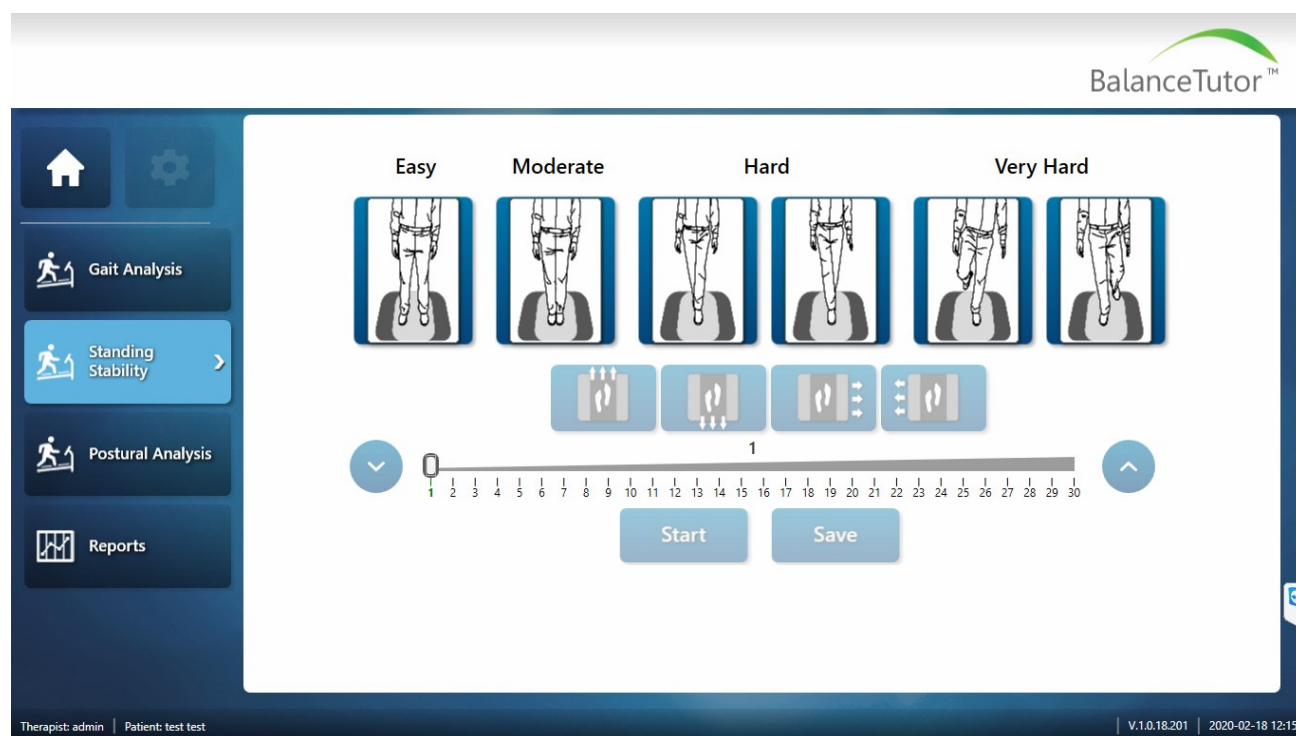 BalanceTutor™
Easy Moderate Hard Very Hard
Gait Analysis
Standing
Stability
Postural Analysis
Reports
1
1 2 3 4 5 6 7 8 9 10 11 12 13 14 15 16 17 18 19 20 21 22 23 24 25 26 27 28 29 30
Start Save
Therapist: admin | Patient: test test | V.1.0.18.201 | 2020-02-18 12:15